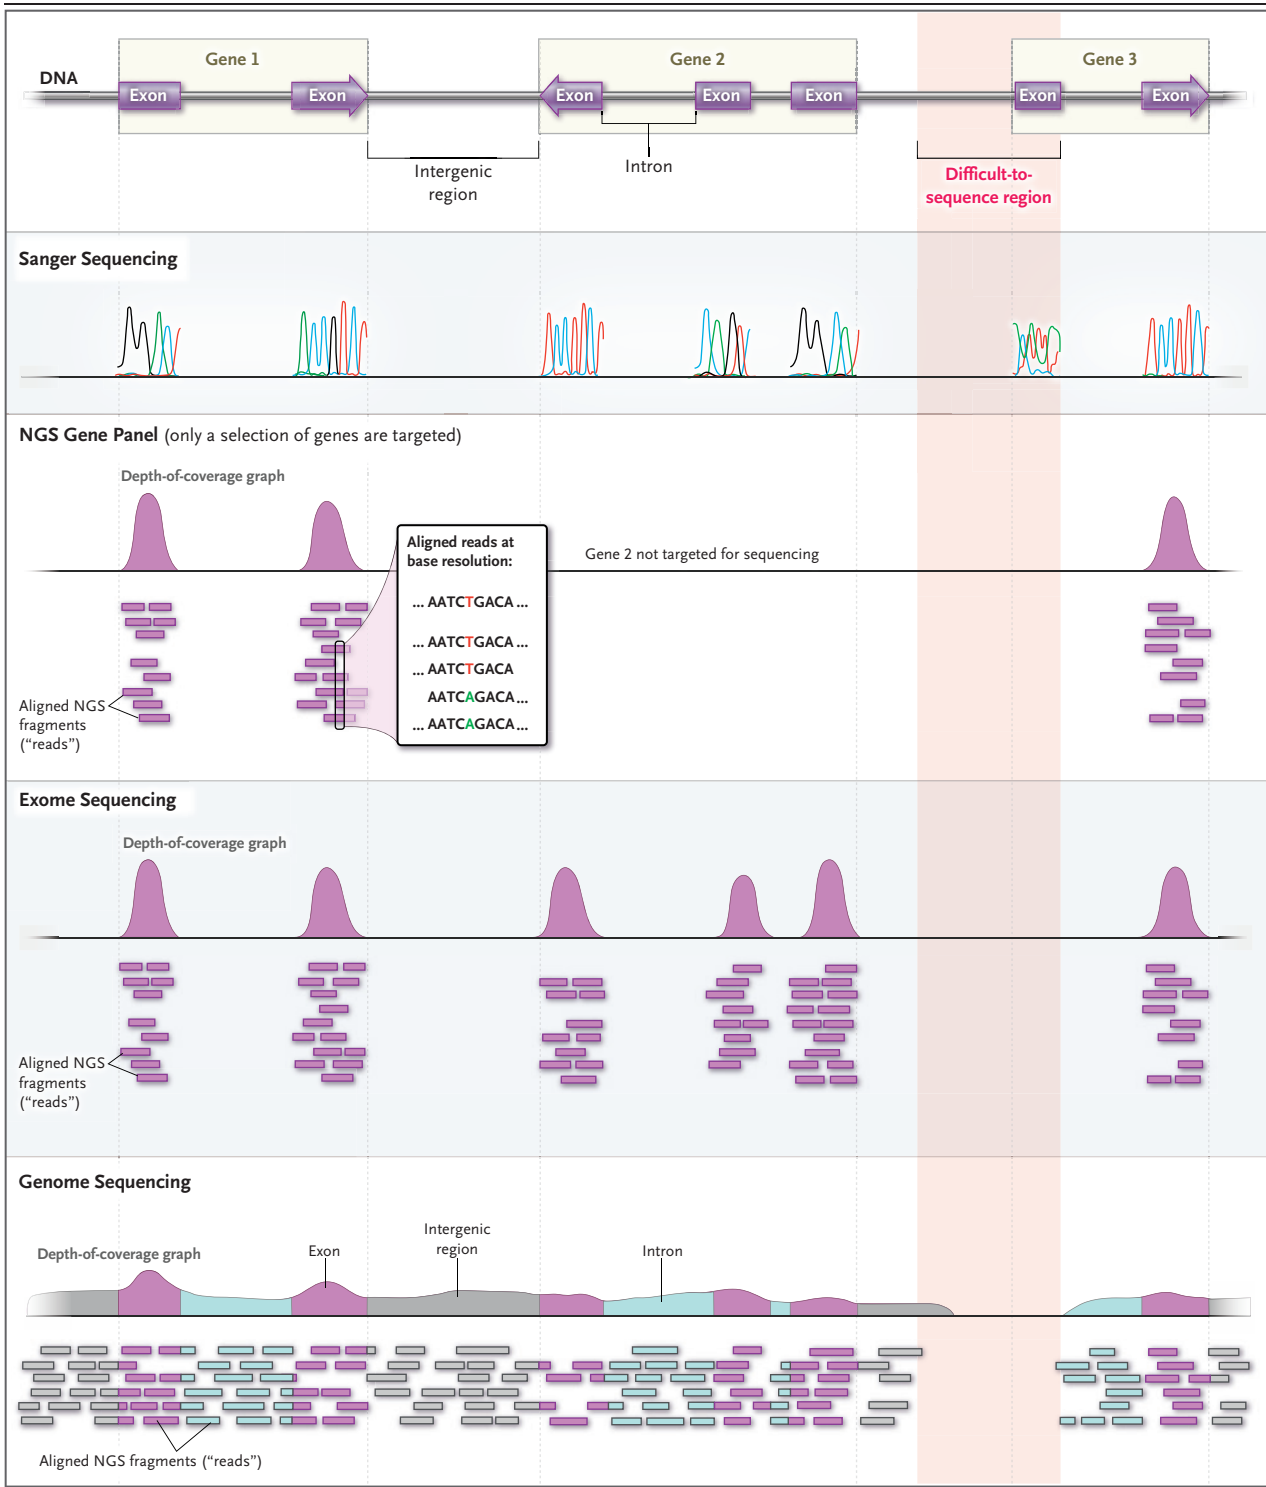 Gene 1
Gene 2
Gene 3
DNA
Exon
Exon
Exon
Exon
Exon
Exon
Exon
Intergenic
region
Intron
Difficult-to-
sequence region
Sanger Sequencing
NGS Gene Panel (only a selection of genes are targeted)
Depth-of-coverage graph
Aligned reads at
base resolution:
... AATCTGACA ...
... AATCTGACA ...
... AATCTGACA
AATCAGACA ...
... AATCAGACA ...
Gene 2 not targeted for sequencing
Aligned NGS
fragments
(“reads”)
Exome Sequencing
Depth-of-coverage graph
Aligned NGS
fragments
(“reads”)
Genome Sequencing
Depth-of-coverage graph
Exon
Intergenic
region
Intron
Aligned NGS fragments (“reads”)